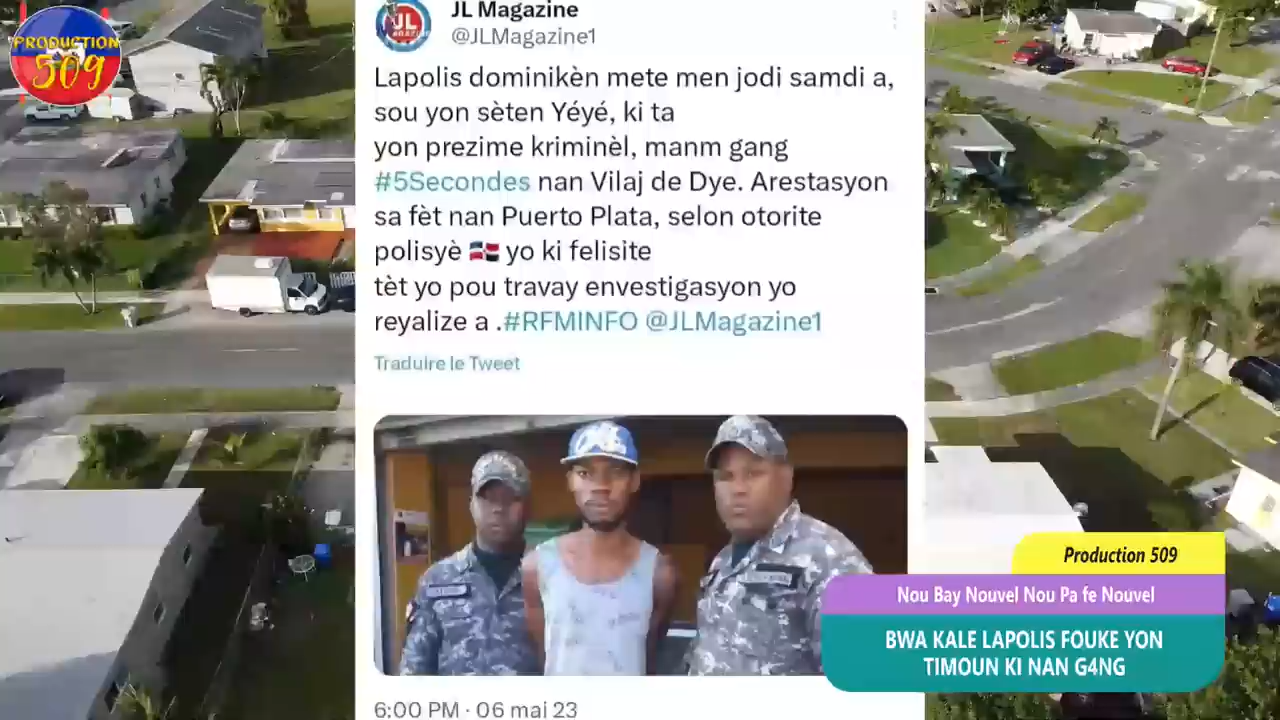 PRODUCTION
509
JL Magazine
@JLMagazine1
Lapolis dominikèn mete men jodi samdi a,
sou yon sèten Yéyé, ki ta
yon prezime kriminèl, manm gang
#5Secondes nan Vilaj de Dye. Arestasyon
sa fèt nan Puerto Plata, selon otorite
polisyè 🇩🇴 yo ki felisite
tèt yo pou travay envestigasyon yo
reyalize a .#RFMINFO @JLMagazine1
Traduire le Tweet
6:00 PM · 06 mai 23
Production 509
Nou Bay Nouvel Nou Pa fe Nouvel
BWA KALE LAPOLIS FOUKE YON
TIMOUN KI NAN G4NG